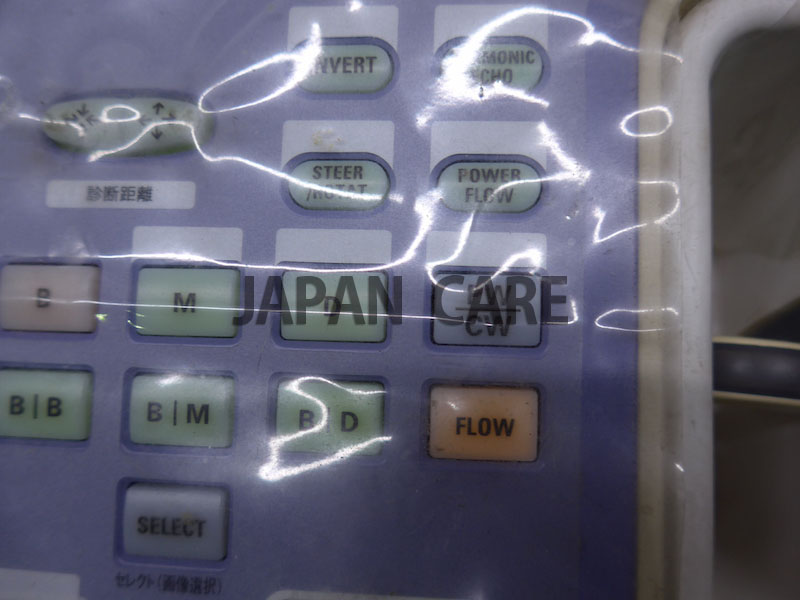 INVERT
STEER
/ROTAT.
POWER
FLOW
診断距離
B
M
D
CW
JAPAN CARE
B|B
B|M
B|D
FLOW
SELECT
セレクト(画像選択)